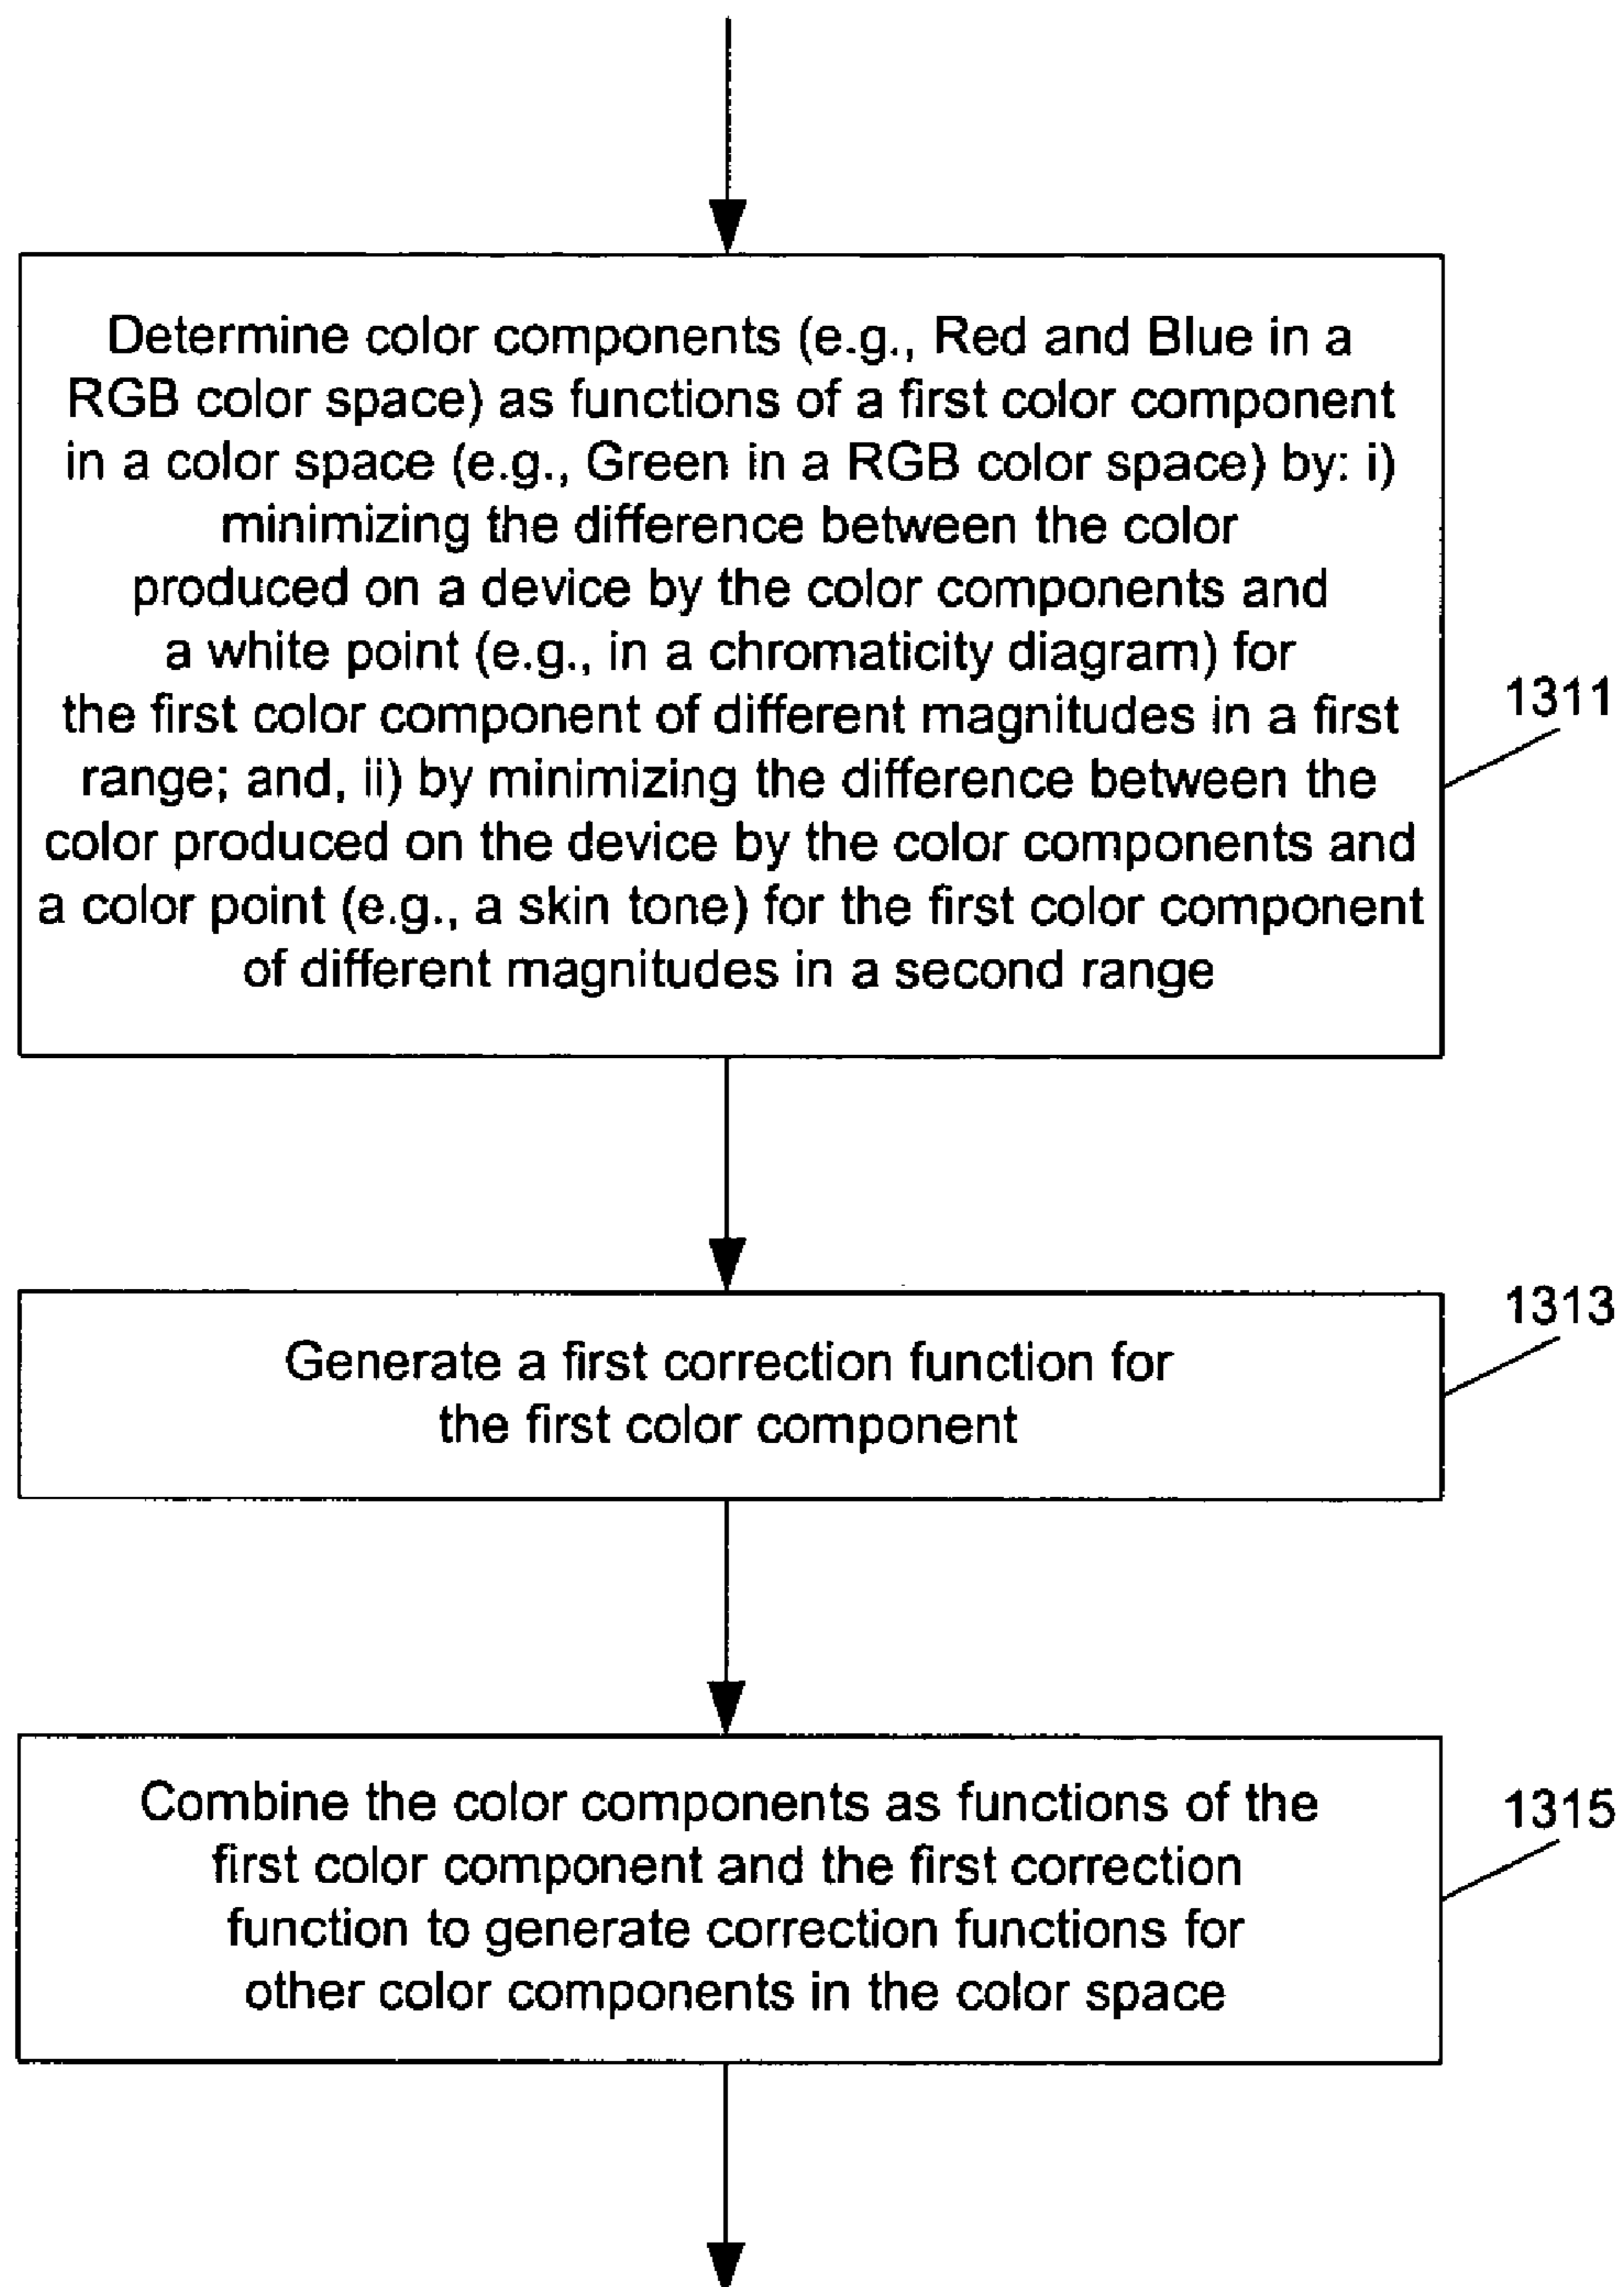 Determine color components (e.g., Red and Blue in a
RGB color space) as functions of a first color component
in a color space (e.g., Green in a RGB color space) by: i)
minimizing the difference between the color
produced on a device by the color components and
a white point (e.g., in a chromaticity diagram) for
the first color component of different magnitudes in a first
range; and, ii) by minimizing the difference between the
color produced on the device by the color components and
a color point (e.g., a skin tone) for the first color component
of different magnitudes in a second range
1311
Generate a first correction function for
the first color component
1313
Combine the color components as functions of the
first color component and the first correction
function to generate correction functions for
other color components in the color space
1315